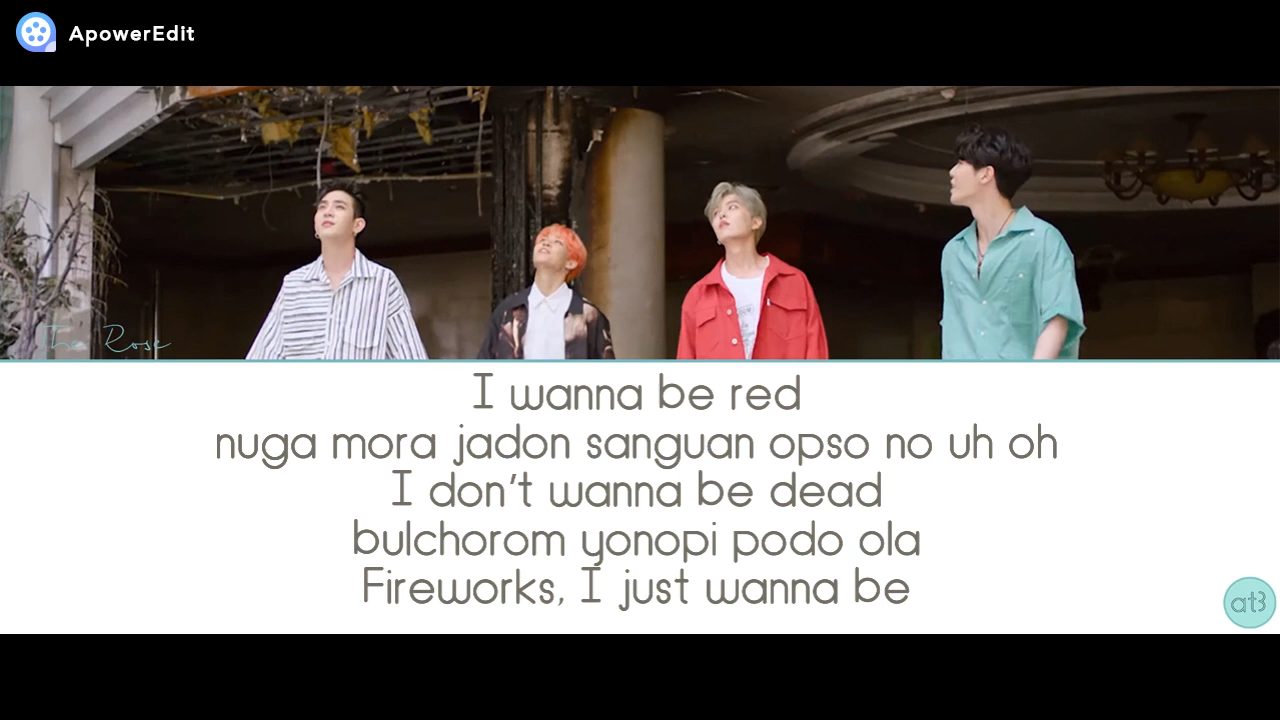 ApowerEdit
The Rose
I wanna be red
nuga mora jadon sanguan opso no uh oh
I don't wanna be dead
bulchorom yonopi podo ola
Fireworks, I just wanna be
at3